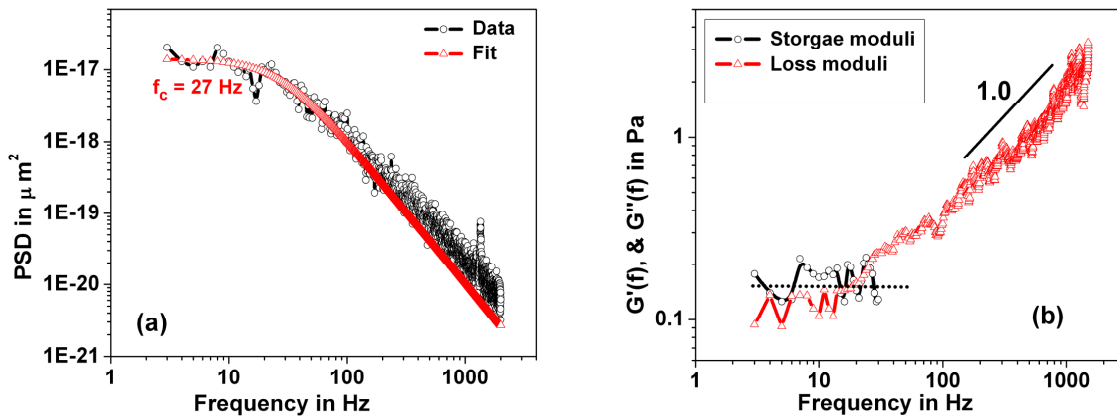 Data
Fit
f_c = 27 Hz
(a)
PSD in μ m²
1E-17
1E-18
1E-19
1E-20
1E-21
1
10
100
1000
Frequency in Hz
Storgae moduli
Loss moduli
1.0
(b)
G'(f), & G''(f) in Pa
1
0.1
1
10
100
1000
Frequency in Hz